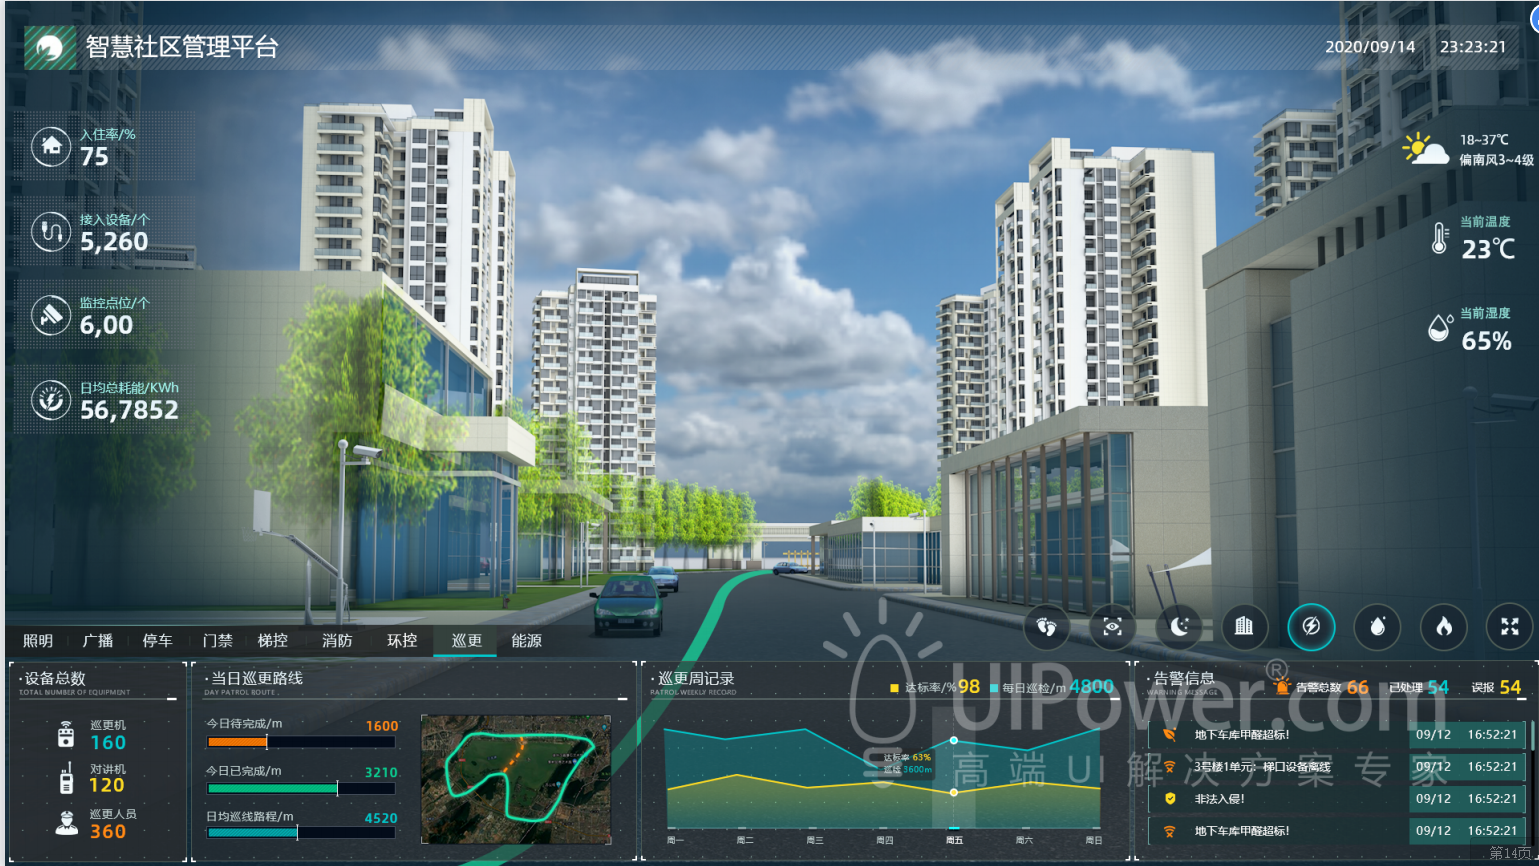 智慧社区管理平台
2020/09/14 23:23:21
入住率/%
75
接入设备/个
5,260
监控点位/个
6,00
日均总耗能/KWh
56,7852
18~37℃
偏南风3~4级
当前温度
23℃
当前湿度
65%
照明 广播 停车 门禁 梯控 消防 环控 巡更 能源
·设备总数
TOTAL NUMBER OF EQUIPMENT
巡更机
160
对讲机
120
巡更人员
360
·当日巡更路线
DAY PATROL ROUTE .
今日待完成/m 1600
今日已完成/m 3210
日均巡线路程/m 4520
·巡更周记录
RATROL WEEKLY RECORD
达标率/% 98 每日巡检/m 4800
达标率 63%
巡检 3600m
周一 周二 周三 周四 周五 周六 周日
·告警信息
WARNING MESSAGE
告警总数 66 已处理 54 误报 54
地下车库甲醛超标! 09/12 16:52:21
3号楼1单元: 梯口设备离线 09/12 16:52:21
非法入侵! 09/12 16:52:21
地下车库甲醛超标! 09/12 16:52:21
UIPower.com®
高端UI解决方案专家
第14页